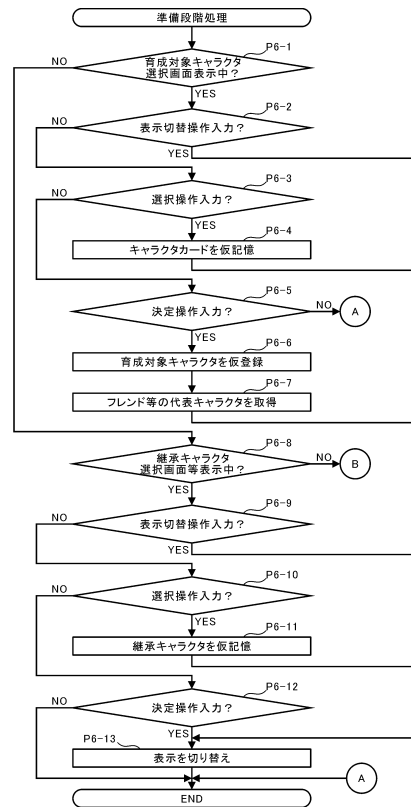 準備段階処理
P6-1
NO
育成対象キャラクタ
選択画面表示中？
YES
P6-2
NO
表示切替操作入力？
YES
P6-3
NO
選択操作入力？
YES
P6-4
キャラクタカードを仮記憶
P6-5
決定操作入力？
NO
A
YES
P6-6
育成対象キャラクタを仮登録
P6-7
フレンド等の代表キャラクタを取得
P6-8
継承キャラクタ
選択画面等表示中？
NO
B
YES
P6-9
NO
表示切替操作入力？
YES
P6-10
NO
選択操作入力？
YES
P6-11
継承キャラクタを仮記憶
P6-12
NO
決定操作入力？
YES
P6-13
表示を切り替え
A
END